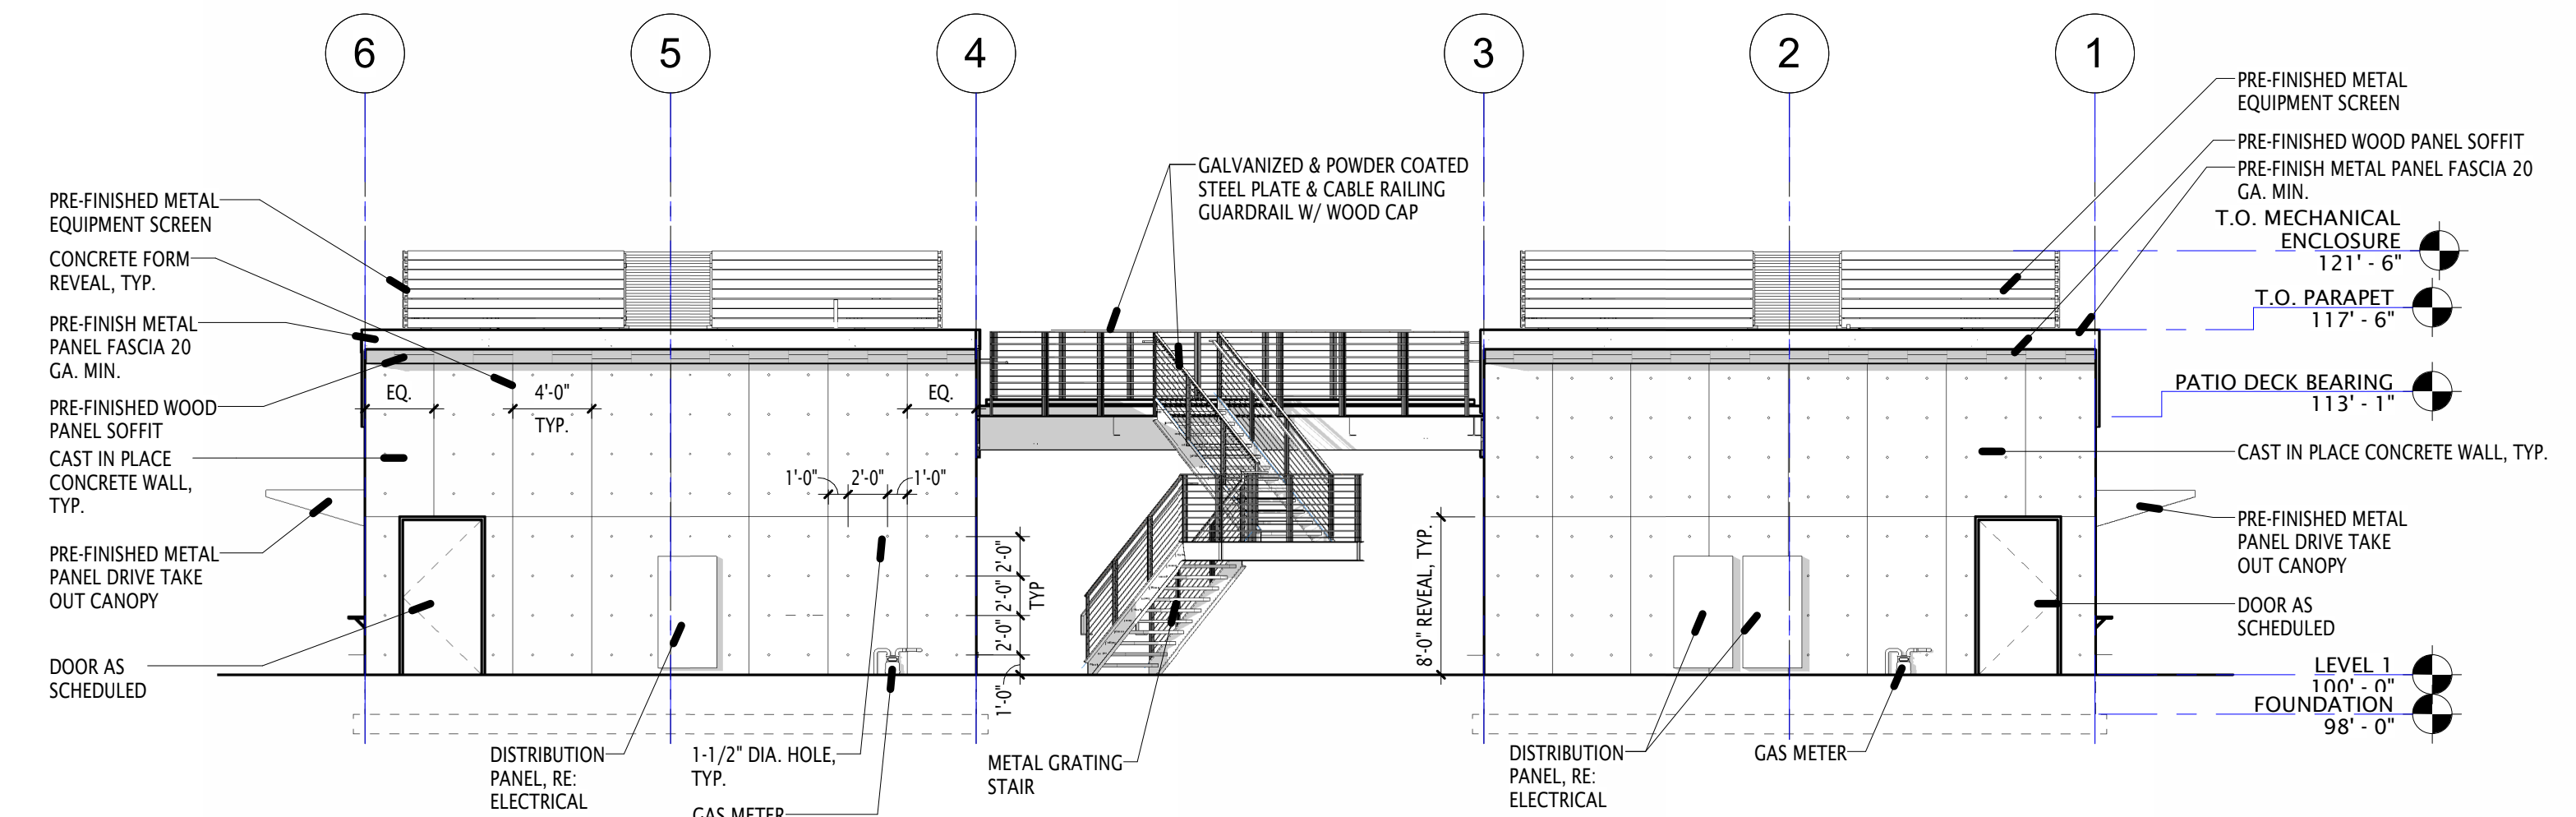 6
5
4
3
2
1
PRE-FINISHED METAL
EQUIPMENT SCREEN
CONCRETE FORM
REVEAL, TYP.
PRE-FINISH METAL
PANEL FASCIA 20
GA. MIN.
PRE-FINISHED WOOD
PANEL SOFFIT
CAST IN PLACE
CONCRETE WALL,
TYP.
PRE-FINISHED METAL
PANEL DRIVE TAKE
OUT CANOPY
DOOR AS
SCHEDULED
EQ.
4'-0"
TYP.
EQ.
1'-0"
2'-0"
1'-0"
2'-0"
2'-0"
TYP
2'-0"
1'-0"
DISTRIBUTION
PANEL, RE:
ELECTRICAL
1-1/2" DIA. HOLE,
TYP.
GAS METER
GALVANIZED & POWDER COATED
STEEL PLATE & CABLE RAILING
GUARDRAIL W/ WOOD CAP
METAL GRATING
STAIR
8'-0" REVEAL, TYP.
DISTRIBUTION
PANEL, RE:
ELECTRICAL
GAS METER
PRE-FINISHED METAL
EQUIPMENT SCREEN
PRE-FINISHED WOOD PANEL SOFFIT
PRE-FINISH METAL PANEL FASCIA 20
GA. MIN.
T.O. MECHANICAL
ENCLOSURE
121' - 6"
T.O. PARAPET
117' - 6"
PATIO DECK BEARING
113' - 1"
CAST IN PLACE CONCRETE WALL, TYP.
PRE-FINISHED METAL
PANEL DRIVE TAKE
OUT CANOPY
DOOR AS
SCHEDULED
LEVEL 1
100' - 0"
FOUNDATION
98' - 0"